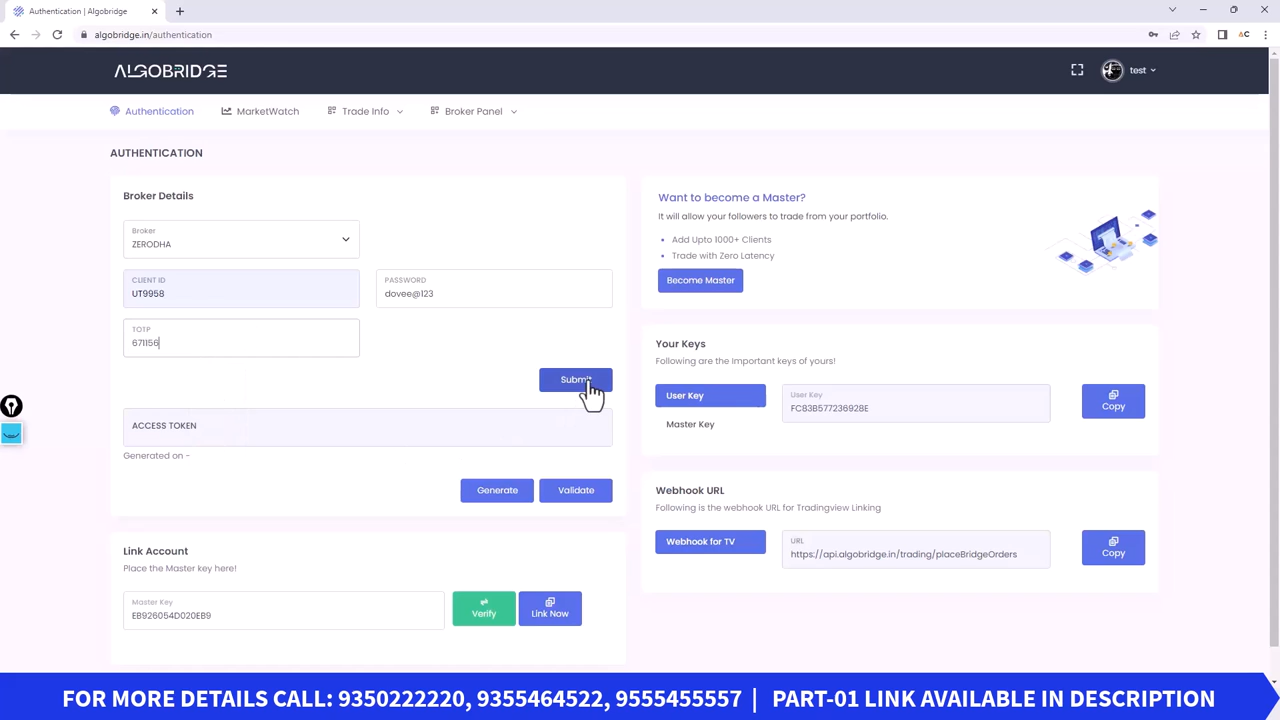 Authentication | Algobridge
algobridge.in/authentication
AC
ALGOBRIDGE
test
Authentication
MarketWatch
Trade Info
Broker Panel
AUTHENTICATION
Broker Details
Broker
ZERODHA
CLIENT ID
UT9958
PASSWORD
dovee@123
TOTP
671156
Submit
ACCESS TOKEN
Generated on -
Generate
Validate
Link Account
Place the Master key here!
Master Key
EB926054D020EB9
Verify
Link Now
Want to become a Master?
It will allow your followers to trade from your portfolio.
• Add Upto 1000+ Clients
• Trade with Zero Latency
Become Master
Your Keys
Following are the Important keys of yours!
User Key
User Key
FC83B577236928E
Copy
Master Key
Webhook URL
Following is the webhook URL for Tradingview Linking
Webhook for TV
URL
https://api.algobridge.in/trading/placeBridgeOrders
Copy
FOR MORE DETAILS CALL: 9350222220, 9355464522, 9555455557 | PART-01 LINK AVAILABLE IN DESCRIPTION